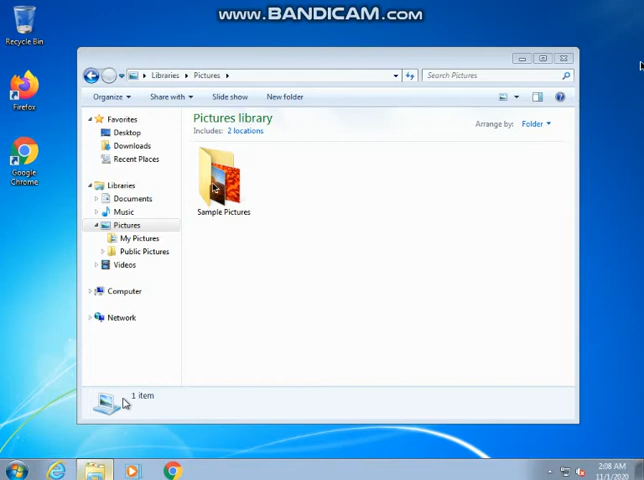 www.BANDICAM.com
Recycle Bin
Firefox
Google
Chrome
Libraries
Pictures
Search Pictures
Organize
Share with
Slide show
New folder
Favorites
Desktop
Downloads
Recent Places
Libraries
Documents
Music
Pictures
My Pictures
Public Pictures
Videos
Computer
Network
Pictures library
Includes: 2 locations
Arrange by: Folder
Sample Pictures
1 item
2:08 AM
11/1/2020